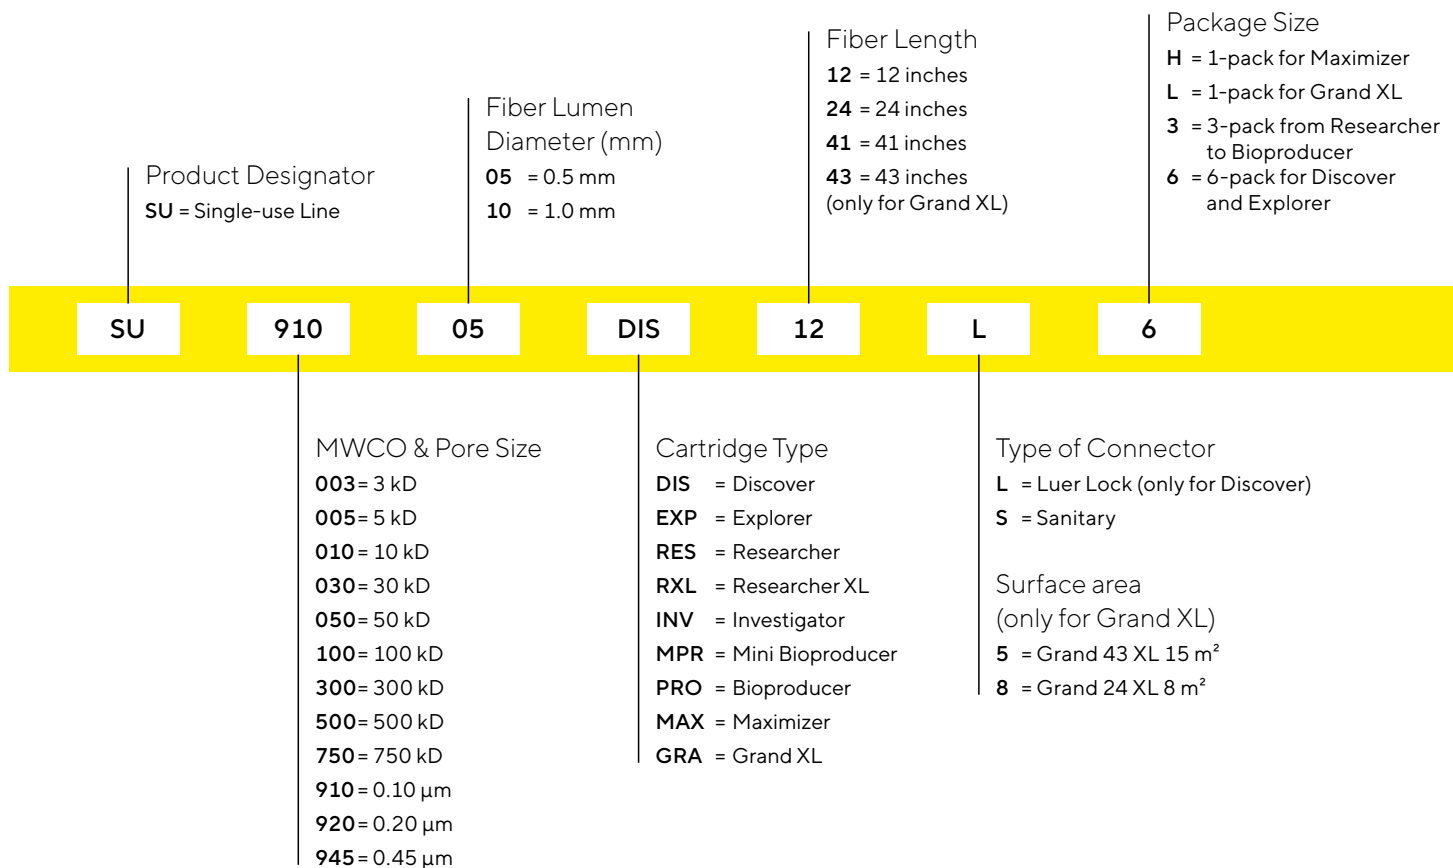 Product Designator
SU = Single-use Line
Fiber Lumen
Diameter (mm)
05 = 0.5 mm
10 = 1.0 mm
Fiber Length
12 = 12 inches
24 = 24 inches
41 = 41 inches
43 = 43 inches
(only for Grand XL)
Package Size
H = 1-pack for Maximizer
L = 1-pack for Grand XL
3 = 3-pack from Researcher
to Bioproducer
6 = 6-pack for Discover
and Explorer
SU 910 05 DIS 12 L 6
MWCO & Pore Size
003 = 3 kD
005 = 5 kD
010 = 10 kD
030 = 30 kD
050 = 50 kD
100 = 100 kD
300 = 300 kD
500 = 500 kD
750 = 750 kD
910 = 0.10 µm
920 = 0.20 µm
945 = 0.45 µm
Cartridge Type
DIS = Discover
EXP = Explorer
RES = Researcher
RXL = Researcher XL
INV = Investigator
MPR = Mini Bioproducer
PRO = Bioproducer
MAX = Maximizer
GRA = Grand XL
Type of Connector
L = Luer Lock (only for Discover)
S = Sanitary
Surface area
(only for Grand XL)
5 = Grand 43 XL 15 m²
8 = Grand 24 XL 8 m²